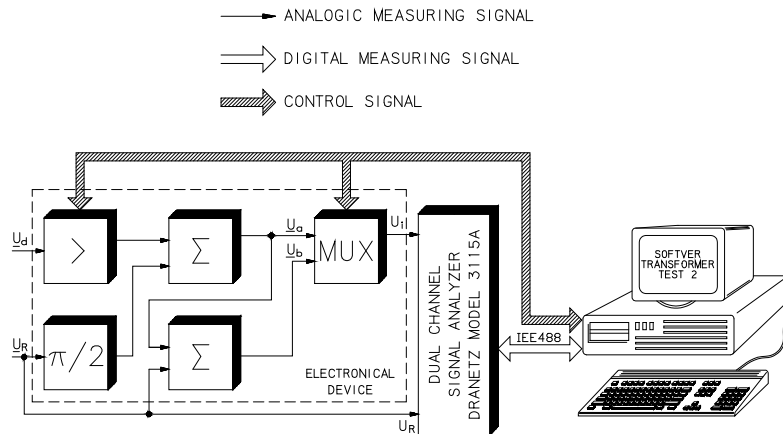 ANALOGIC MEASURING SIGNAL
DIGITAL MEASURING SIGNAL
CONTROL SIGNAL
U_d
>
Σ
U_a
U_b
MUX
U_i
U_R
π/2
Σ
ELECTRONICAL
DEVICE
U_R
DUAL CHANNEL
SIGNAL ANALYZER
DRANETZ MODEL 3115A
IEE488
SOFTVER
TRANSFORMER
TEST 2